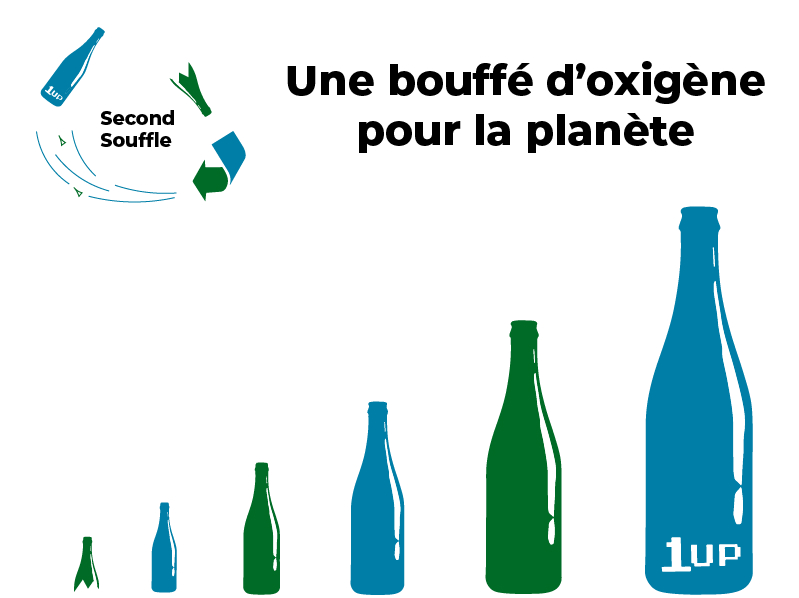 1UP
Second
Souffle
Une bouffé d’oxigène
pour la planète
1UP